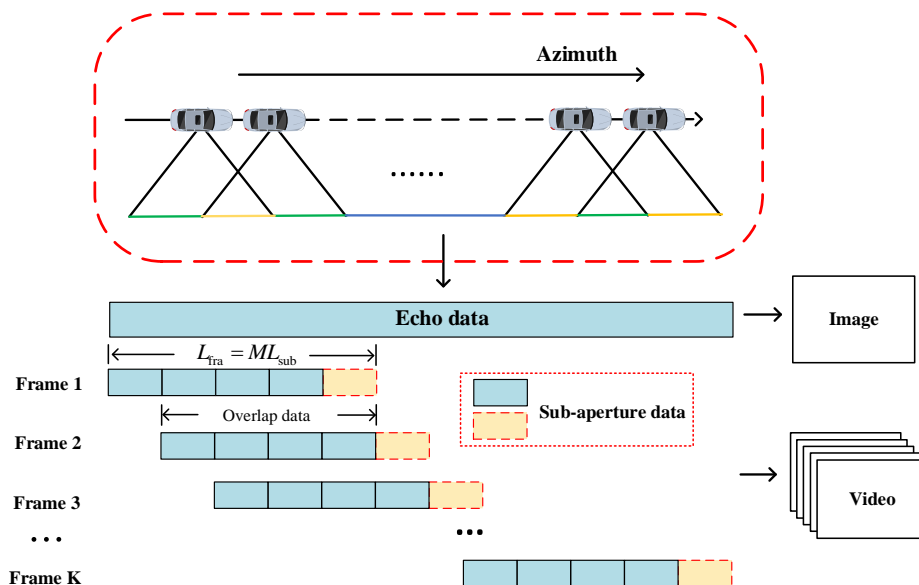 Azimuth
......
Echo data
Image
L_fra = ML_sub
Frame 1
Overlap data
Sub-aperture data
Frame 2
Frame 3
Video
...
...
Frame K